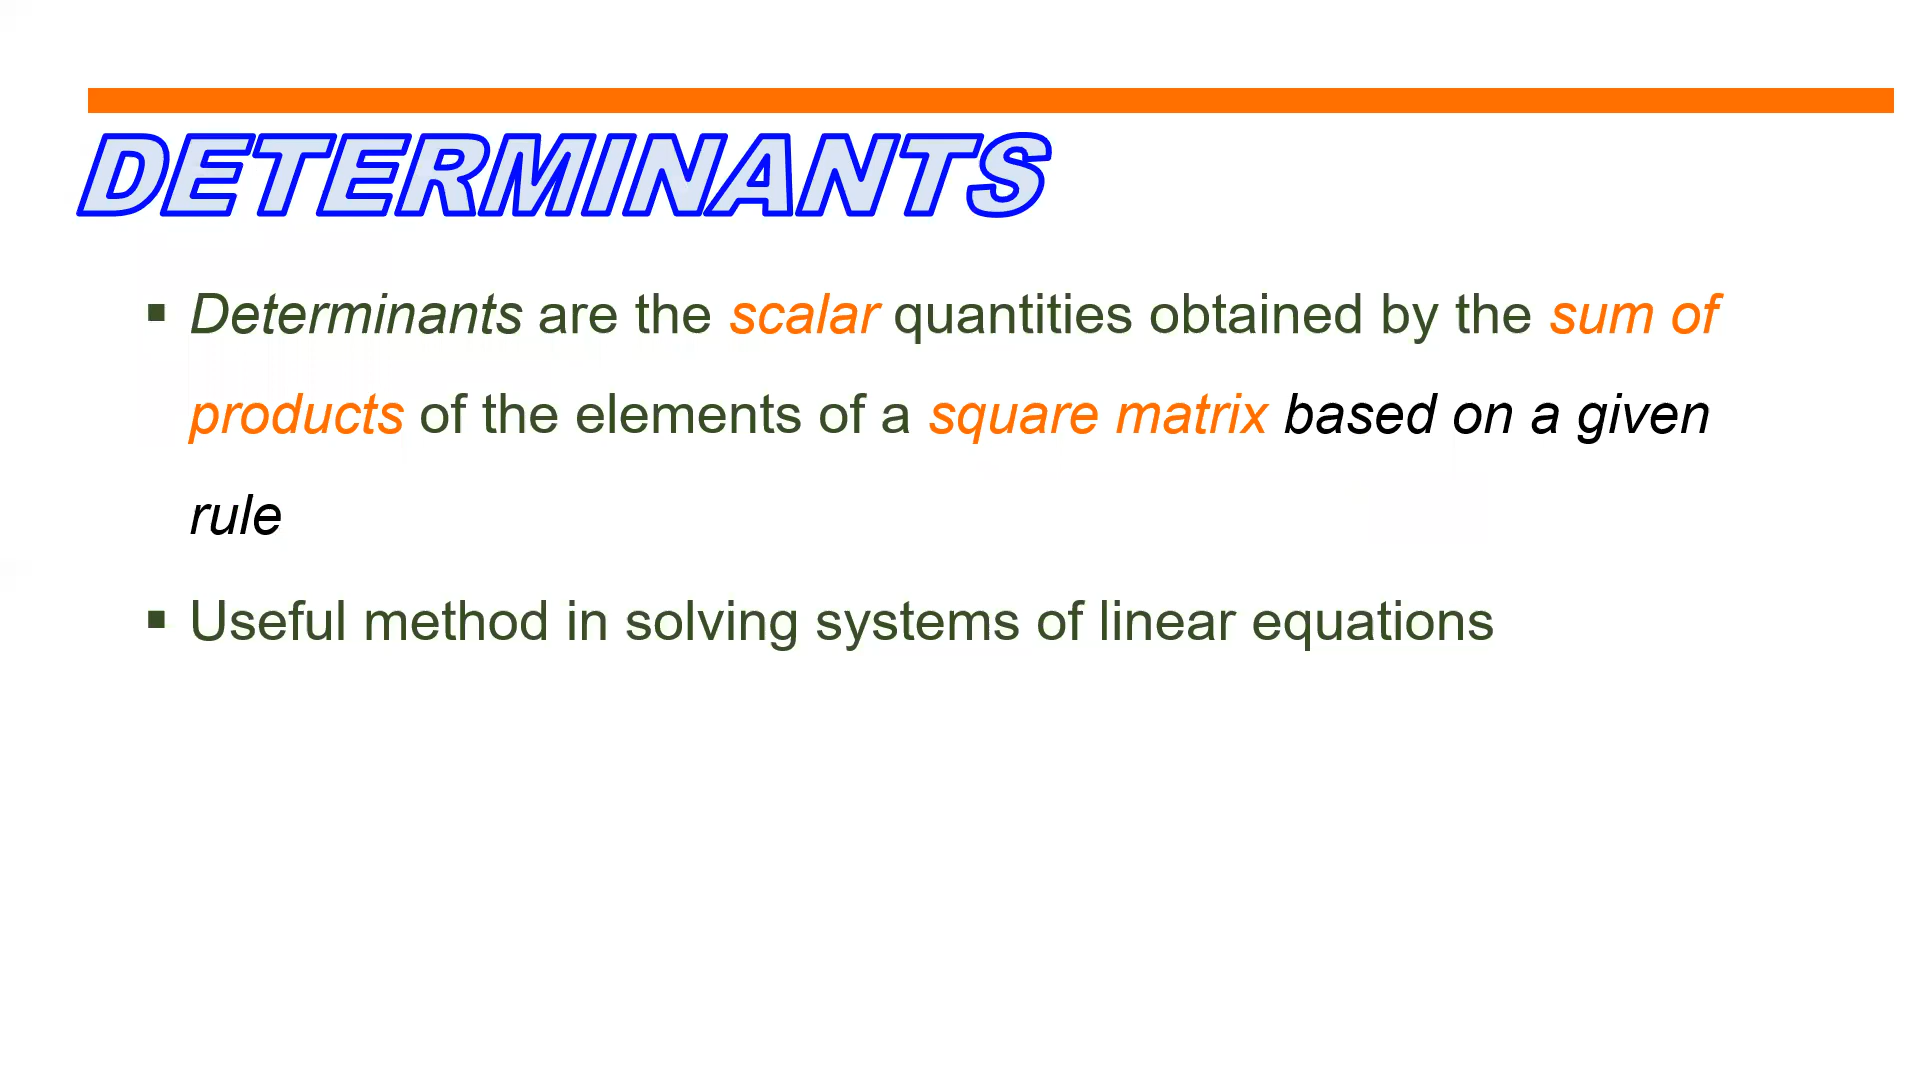 DETERMINANTS
▪ Determinants are the scalar quantities obtained by the sum of
products of the elements of a square matrix based on a given
rule
▪ Useful method in solving systems of linear equations